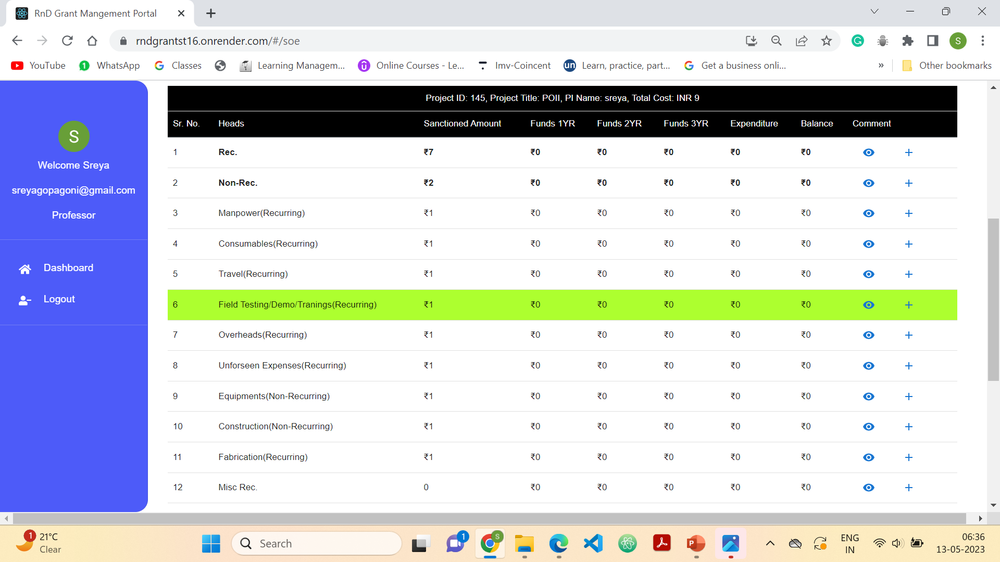 RnD Grant Mangement Portal
rndgrantst16.onrender.com/#/soe
S
YouTube WhatsApp Classes Learning Managem... Online Courses - Le... Imv-Coincent Learn, practice, part... Get a business onli... » Other bookmarks
S
Welcome Sreya
sreyagopagoni@gmail.com
Professor
Dashboard
Logout
Project ID: 145, Project Title: POII, PI Name: sreya, Total Cost: INR 9
Sr. No. Heads Sanctioned Amount Funds 1YR Funds 2YR Funds 3YR Expenditure Balance Comment
1 Rec. ₹7 ₹0 ₹0 ₹0 ₹0 ₹0
2 Non-Rec. ₹2 ₹0 ₹0 ₹0 ₹0 ₹0
3 Manpower(Recurring) ₹1 ₹0 ₹0 ₹0 ₹0 ₹0
4 Consumables(Recurring) ₹1 ₹0 ₹0 ₹0 ₹0 ₹0
5 Travel(Recurring) ₹1 ₹0 ₹0 ₹0 ₹0 ₹0
6 Field Testing/Demo/Tranings(Recurring) ₹1 ₹0 ₹0 ₹0 ₹0 ₹0
7 Overheads(Recurring) ₹1 ₹0 ₹0 ₹0 ₹0 ₹0
8 Unforseen Expenses(Recurring) ₹1 ₹0 ₹0 ₹0 ₹0 ₹0
9 Equipments(Non-Recurring) ₹1 ₹0 ₹0 ₹0 ₹0 ₹0
10 Construction(Non-Recurring) ₹1 ₹0 ₹0 ₹0 ₹0 ₹0
11 Fabrication(Recurring) ₹1 ₹0 ₹0 ₹0 ₹0 ₹0
12 Misc Rec. 0 ₹0 ₹0 ₹0 ₹0 ₹0
1 21°C
Clear
Search
1
S
ENG
IN
06:36
13-05-2023